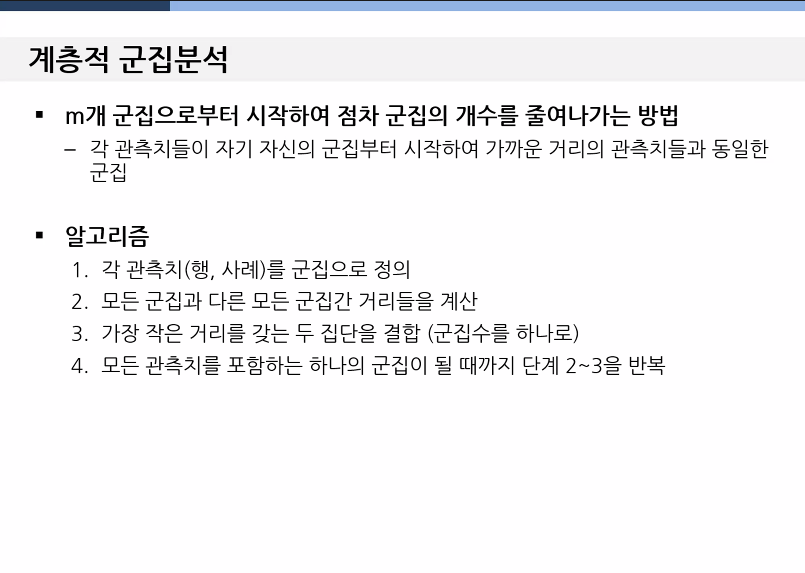 계층적 군집분석
▪ m개 군집으로부터 시작하여 점차 군집의 개수를 줄여나가는 방법
– 각 관측치들이 자기 자신의 군집부터 시작하여 가까운 거리의 관측치들과 동일한
군집
▪ 알고리즘
1. 각 관측치(행, 사례)를 군집으로 정의
2. 모든 군집과 다른 모든 군집간 거리들을 계산
3. 가장 작은 거리를 갖는 두 집단을 결합 (군집수를 하나로)
4. 모든 관측치를 포함하는 하나의 군집이 될 때까지 단계 2~3을 반복